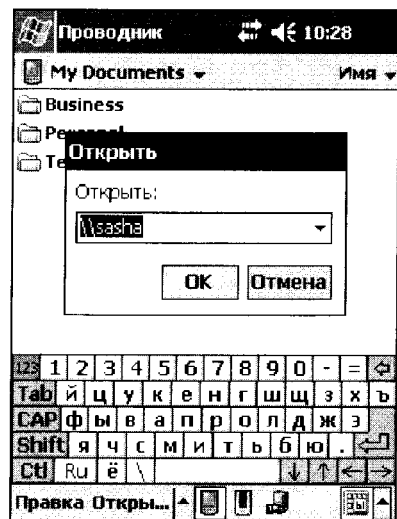 Проводник 10:28
My Documents Имя
Business
Открыть
Открыть:
\\sasha
OK Отмена
123 1 2 3 4 5 6 7 8 9 0 - =
Tab й ц у к е н г ш щ з х ъ
CAP ф ы в а п р о л д ж э
Shift я ч с м и т ь б ю .
Ctl Ru ё \
Правка Откры...